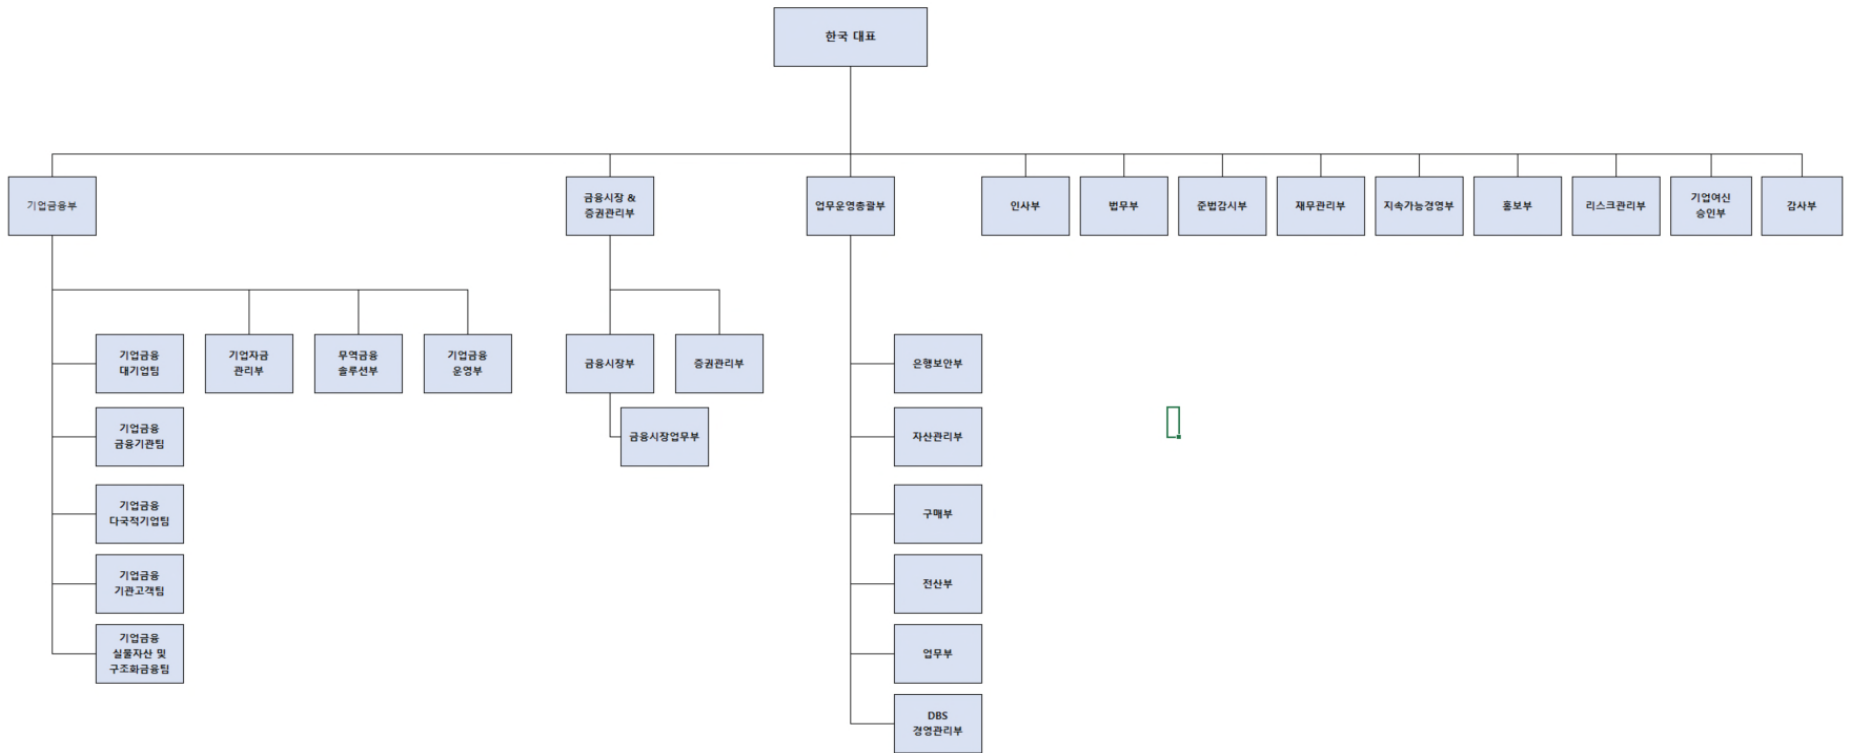 한국 대표
기업금융부
금융시장 &
증권관리부
업무운영총괄부
인사부
법무부
준법감시부
재무관리부
지속가능경영부
홍보부
리스크관리부
기업여신
승인부
감사부
기업금융
대기업팀
기업자금
관리부
무역금융
솔루션부
기업금융
운영부
금융시장부
증권관리부
은행보안부
기업금융
금융기관팀
금융시장업무부
자산관리부
기업금융
다국적기업팀
구매부
기업금융
기관고객팀
전산부
기업금융
실물자산 및
구조화금융팀
업무부
DBS
경영관리부